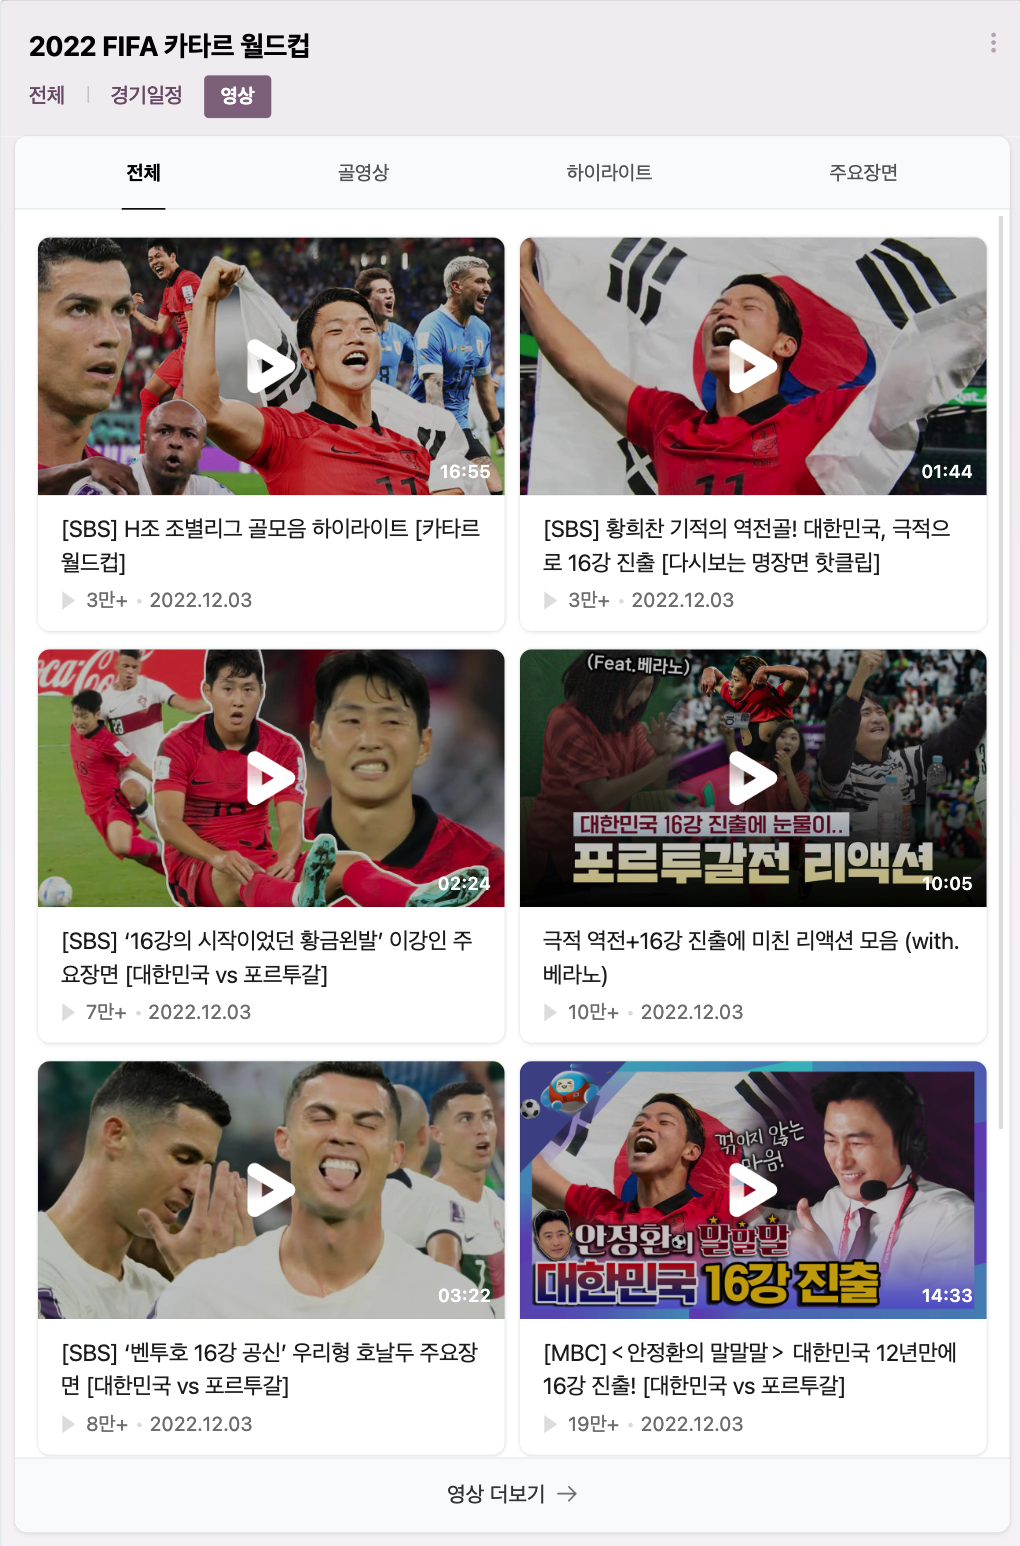 2022 FIFA 카타르 월드컵
전체
경기일정
영상
전체
골영상
하이라이트
주요장면
11
16:55
11
01:44
[SBS] H조 조별리그 골모음 하이라이트 [카타르
월드컵]
3만+ • 2022.12.03
[SBS] 황희찬 기적의 역전골! 대한민국, 극적으
로 16강 진출 [다시보는 명장면 핫클립]
3만+ • 2022.12.03
Coca-Cola
23
18
18
02:24
(Feat.베라노)
대한민국 16강 진출에 눈물이..
포르투갈전 리액션
10:05
[SBS] ‘16강의 시작이었던 황금왼발’ 이강인 주
요장면 [대한민국 vs 포르투갈]
7만+ • 2022.12.03
극적 역전+16강 진출에 미친 리액션 모음 (with.
베라노)
10만+ • 2022.12.03
03:22
꺾이지 않는
마음!
안정환의 말말말
대한민국 16강 진출
14:33
[SBS] ‘벤투호 16강 공신’ 우리형 호날두 주요장
면 [대한민국 vs 포르투갈]
8만+ • 2022.12.03
[MBC] <안정환의 말말말> 대한민국 12년만에
16강 진출! [대한민국 vs 포르투갈]
19만+ • 2022.12.03
영상 더보기 →